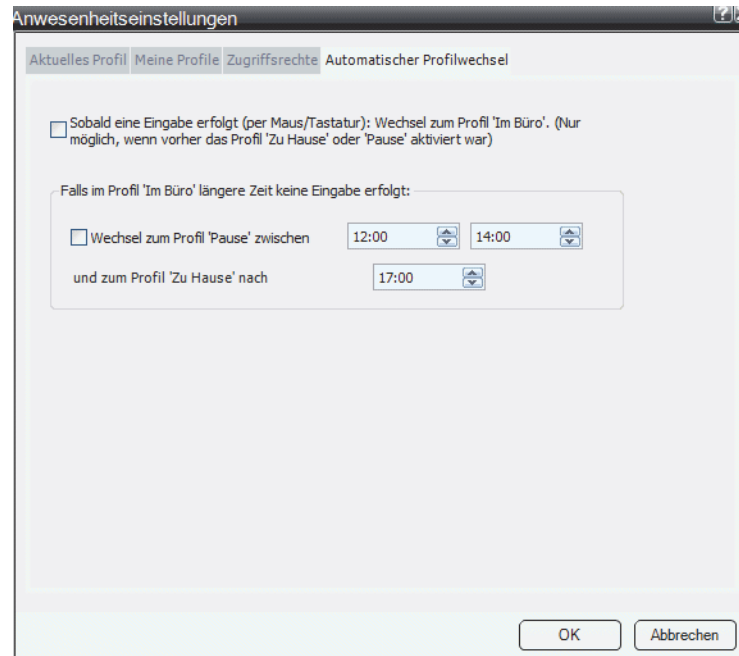 Anwesenheitseinstellungen
Aktuelles Profil Meine Profile Zugriffsrechte Automatischer Profilwechsel
Sobald eine Eingabe erfolgt (per Maus/Tastatur): Wechsel zum Profil 'Im Büro'. (Nur
möglich, wenn vorher das Profil 'Zu Hause' oder 'Pause' aktiviert war)
Falls im Profil 'Im Büro' längere Zeit keine Eingabe erfolgt:
Wechsel zum Profil 'Pause' zwischen 12:00 14:00
und zum Profil 'Zu Hause' nach 17:00
OK Abbrechen